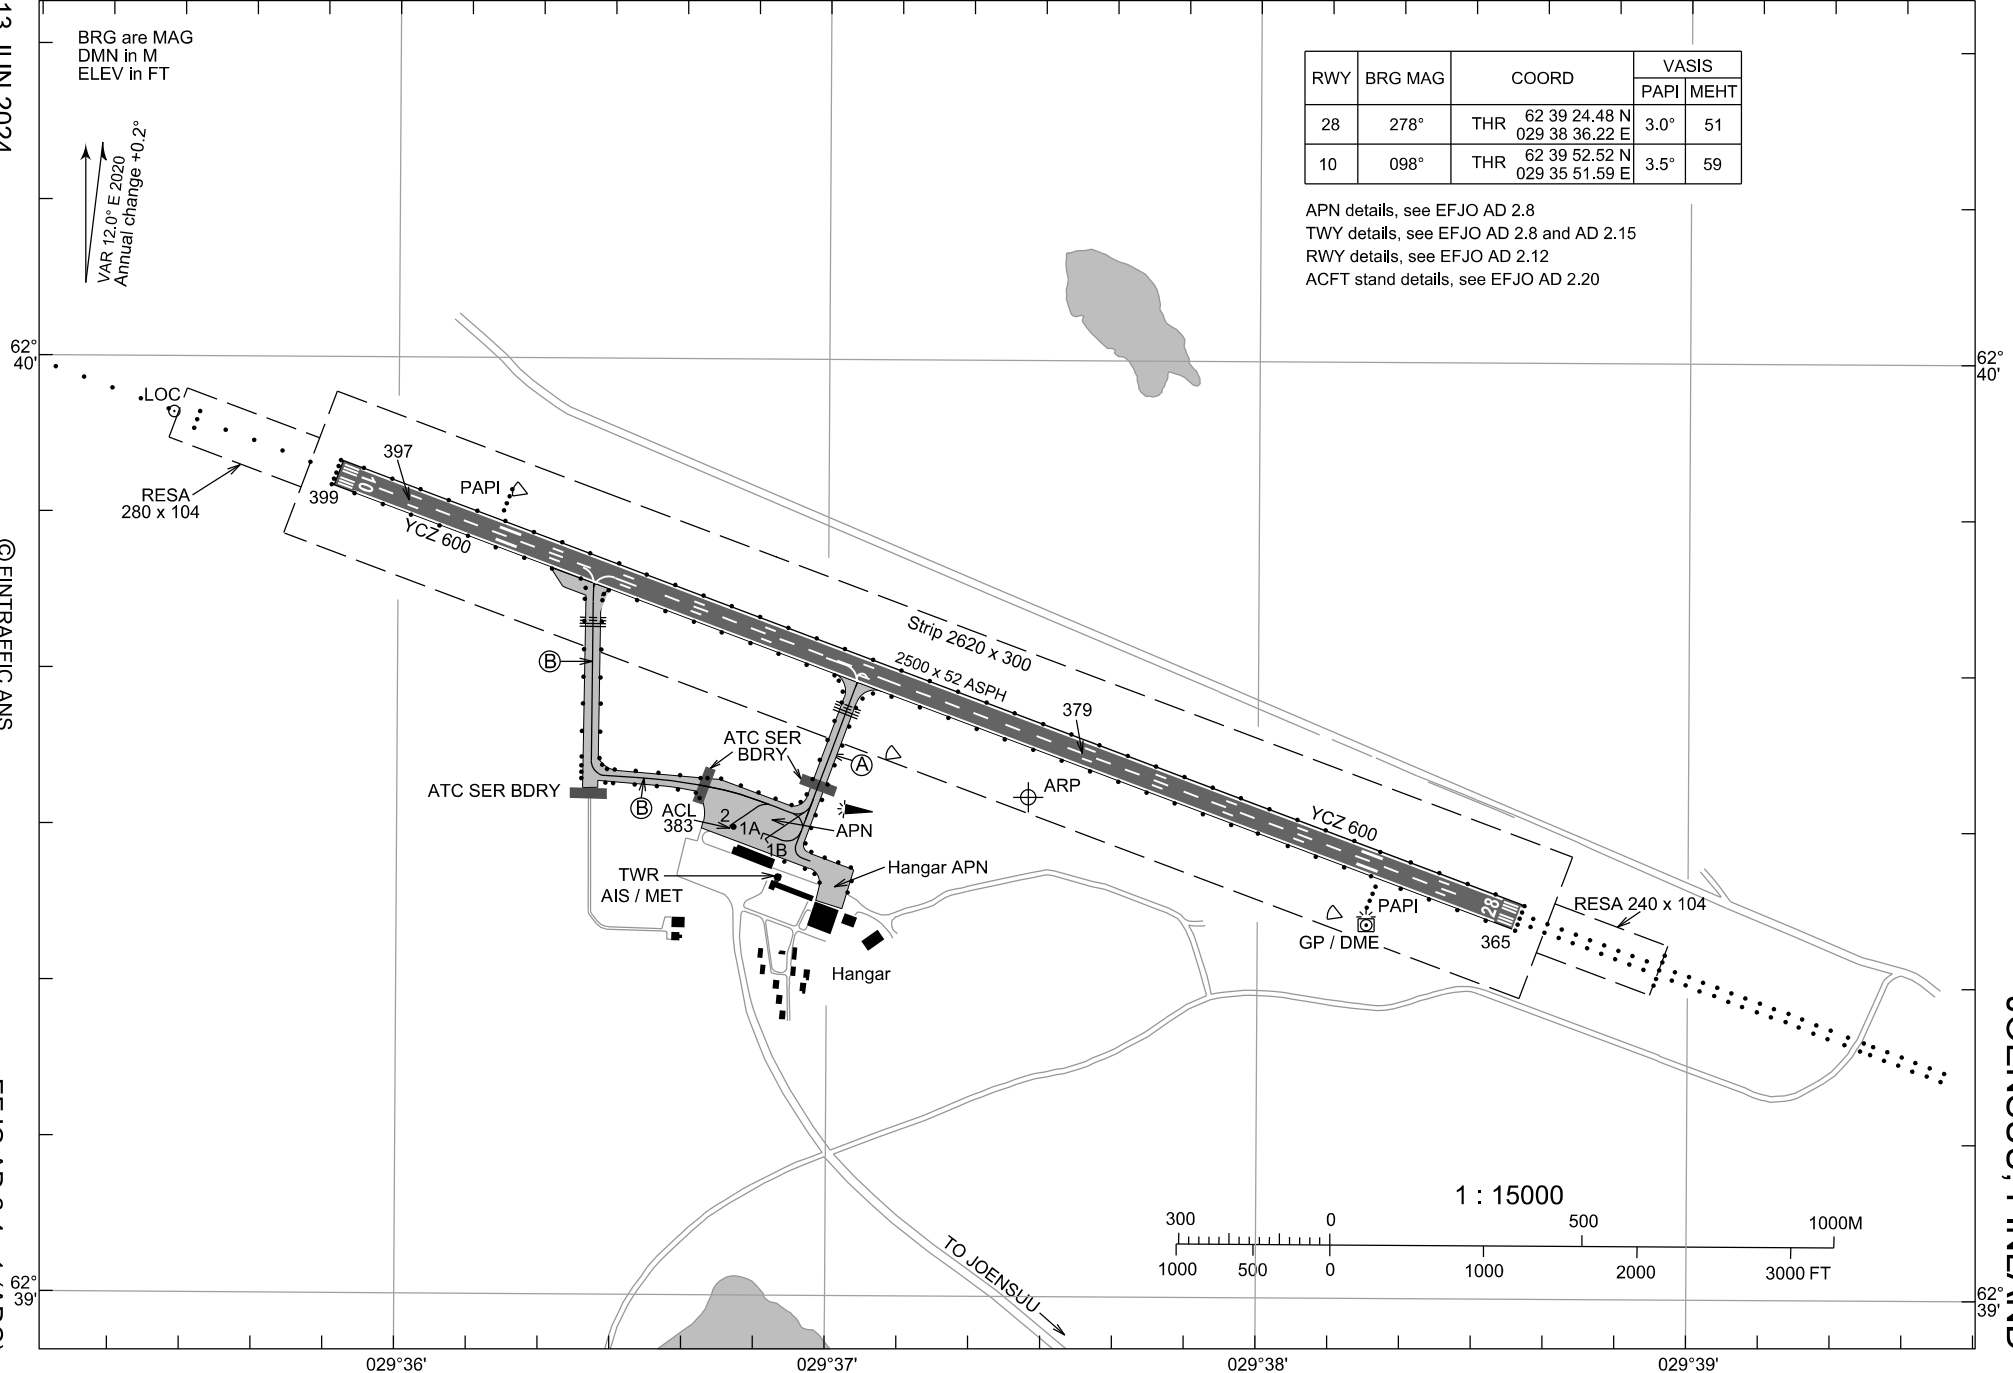 13 JUN 2024
© FINTRAFFIC ANS
BRG are MAG
DMN in M
ELEV in FT
VAR 12.0° E 2020
Annual change +0.2°
RWY BRG MAG COORD VASIS
PAPI MEHT
28 278° THR 62 39 24.48 N 3.0° 51
029 38 36.22 E
10 098° THR 62 39 52.52 N 3.5° 59
029 35 51.59 E
APN details, see EFJO AD 2.8
TWY details, see EFJO AD 2.8 and AD 2.15
RWY details, see EFJO AD 2.12
ACFT stand details, see EFJO AD 2.20
62°
40'
62°
40'
LOC
RESA
280 x 104
399
397
10
PAPI
YCZ 600
Strip 2620 x 300
2500 x 52 ASPH
379
B
ATC SER
BDRY
A
ARP
ATC SER BDRY
B
ACL
383
2
1A
1B
APN
YCZ 600
Hangar APN
TWR
AIS / MET
Hangar
PAPI
GP / DME
28
365
RESA 240 x 104
TO JOENSUU
1 : 15000
300 0 500 1000M
1000 500 0 1000 2000 3000 FT
62°
39'
62°
39'
029°36' 029°37' 029°38' 029°39'